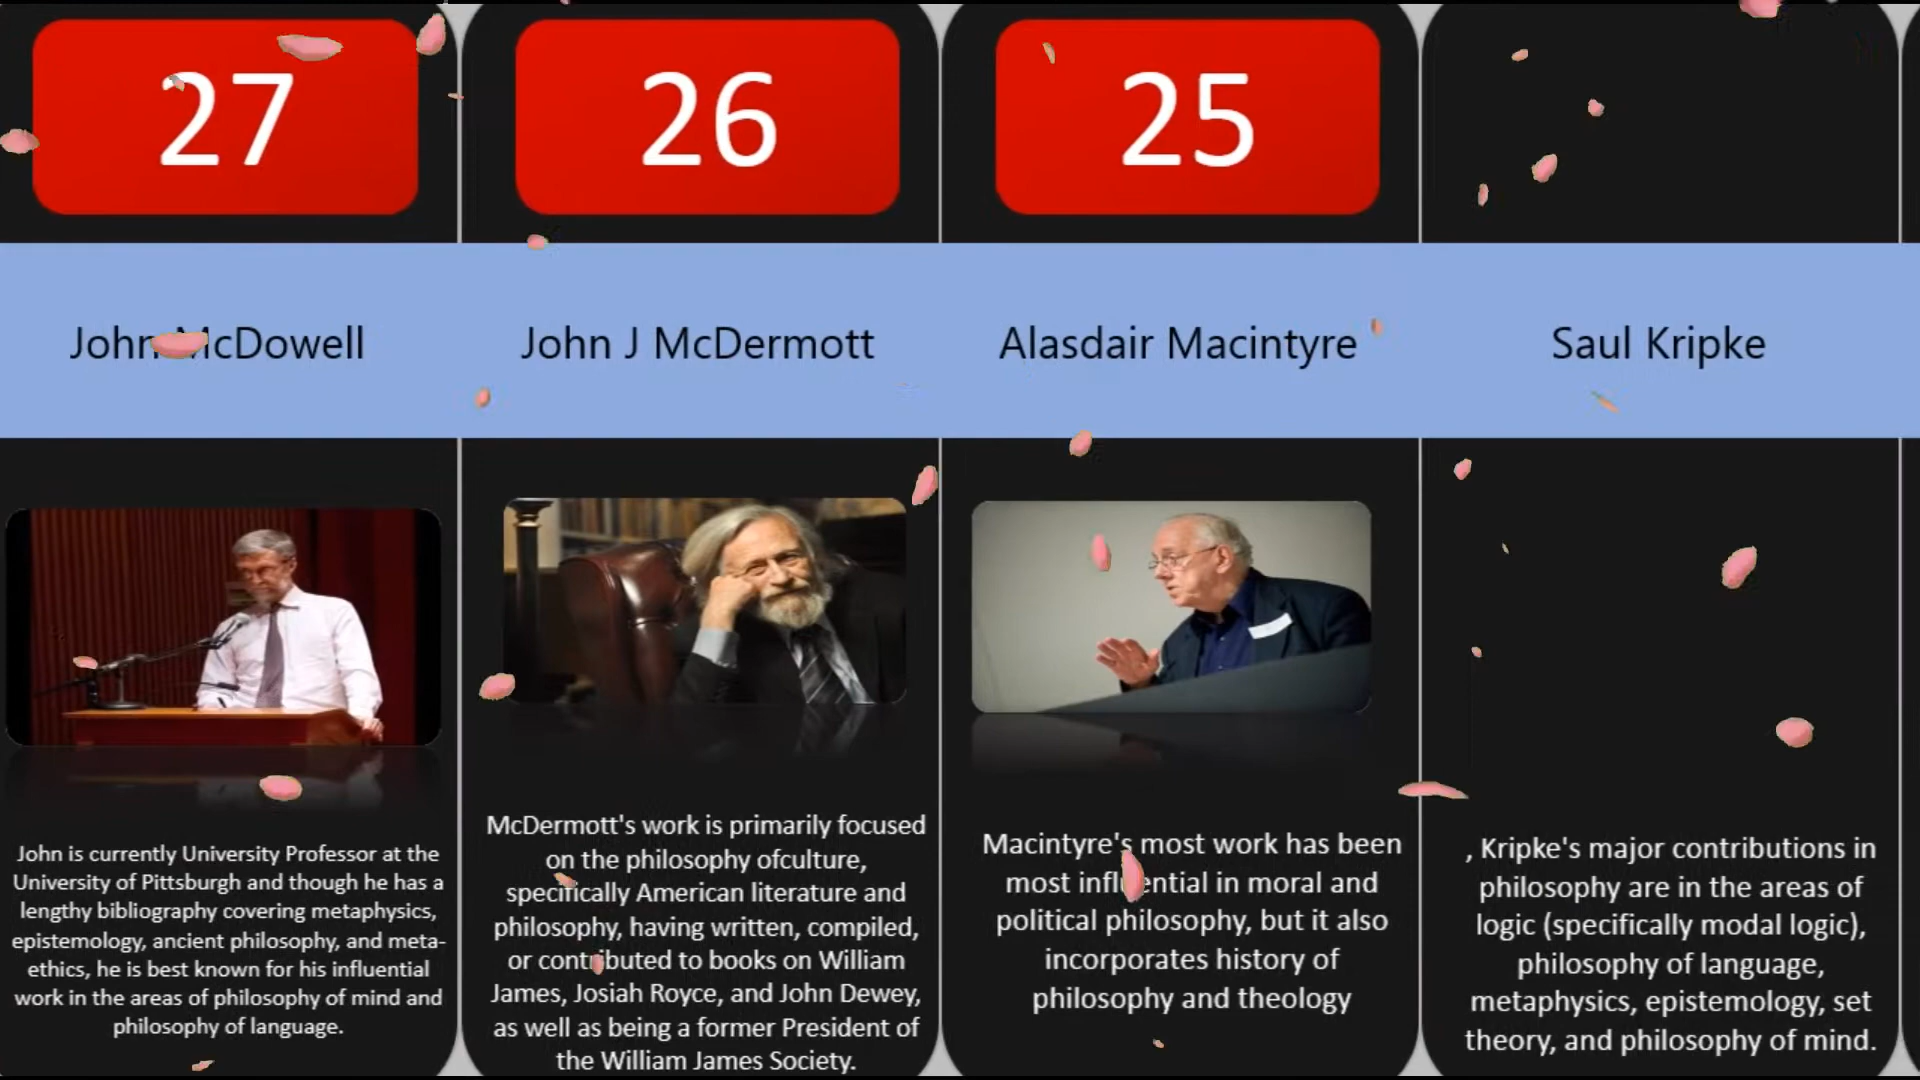 27
John McDowell
John is currently University Professor at the
University of Pittsburgh and though he has a
lengthy bibliography covering metaphysics,
epistemology, ancient philosophy, and meta-
ethics, he is best known for his influential
work in the areas of philosophy of mind and
philosophy of language.
26
John J McDermott
McDermott's work is primarily focused
on the philosophy ofculture,
specifically American literature and
philosophy, having written, compiled,
or contributed to books on William
James, Josiah Royce, and John Dewey,
as well as being a former President of
the William James Society.
25
Alasdair Macintyre
Macintyre's most work has been
most influential in moral and
political philosophy, but it also
incorporates history of
philosophy and theology
Saul Kripke
, Kripke's major contributions in
philosophy are in the areas of
logic (specifically modal logic),
philosophy of language,
metaphysics, epistemology, set
theory, and philosophy of mind.